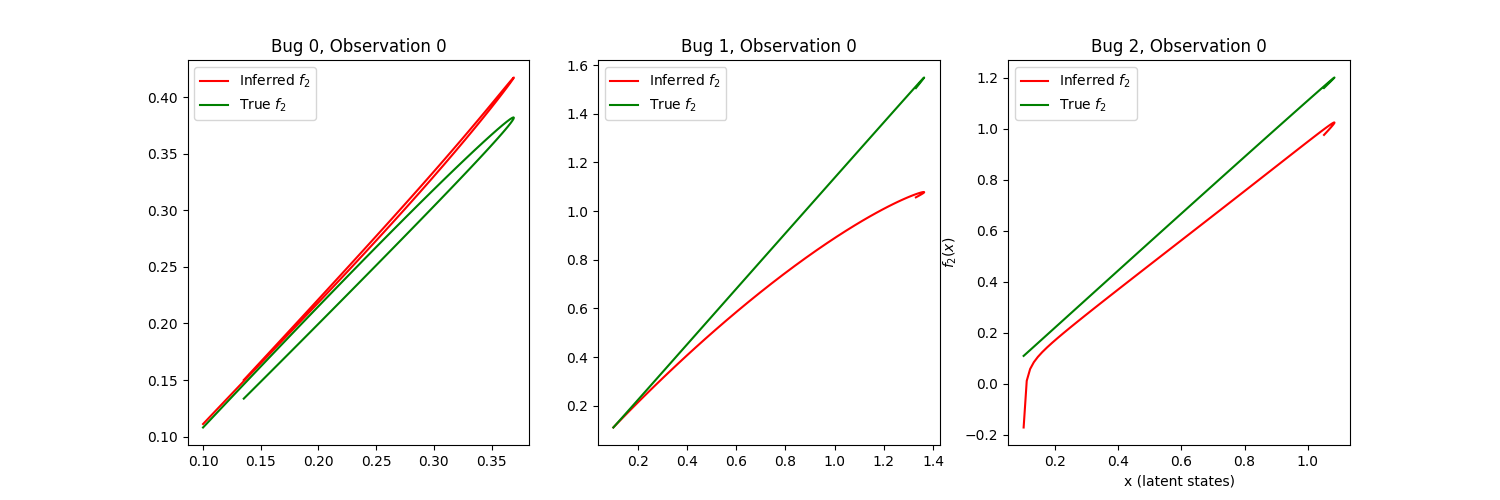 Bug 0, Observation 0
Inferred f₂
True f₂
0.40
0.35
0.30
0.25
0.20
0.15
0.10
0.10 0.15 0.20 0.25 0.30 0.35
Bug 1, Observation 0
Inferred f₂
True f₂
1.6
1.4
1.2
1.0
0.8
0.6
0.4
0.2
0.2 0.4 0.6 0.8 1.0 1.2 1.4
Bug 2, Observation 0
Inferred f₂
True f₂
f₂(x)
1.2
1.0
0.8
0.6
0.4
0.2
0.0
−0.2
0.2 0.4 0.6 0.8 1.0
x (latent states)